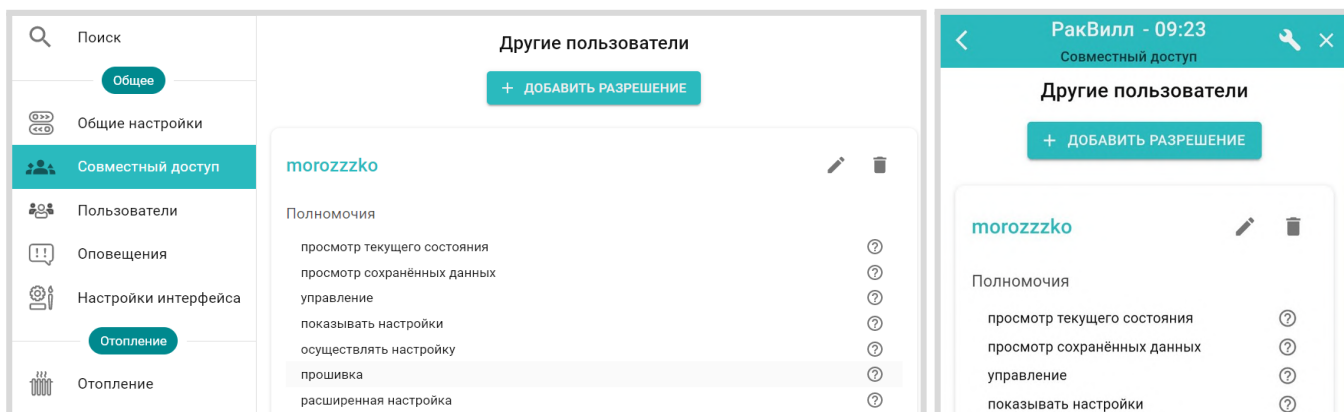 Поиск
Общее
Общие настройки
Совместный доступ
Пользователи
Оповещения
Настройки интерфейса
Отопление
Отопление
Другие пользователи
+ ДОБАВИТЬ РАЗРЕШЕНИЕ
morozzzko
Полномочия
просмотр текущего состояния
просмотр сохранённых данных
управление
показывать настройки
осуществлять настройку
прошивка
расширенная настройка
РакВилл - 09:23
Совместный доступ
Другие пользователи
+ ДОБАВИТЬ РАЗРЕШЕНИЕ
morozzzko
Полномочия
просмотр текущего состояния
просмотр сохранённых данных
управление
показывать настройки